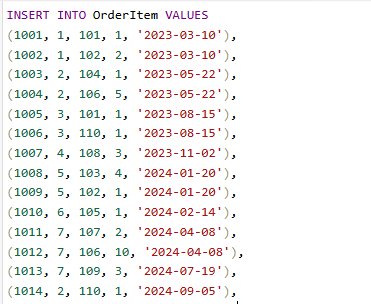 INSERT INTO OrderItem VALUES
(1001, 1, 101, 1, '2023-03-10'),
(1002, 1, 102, 2, '2023-03-10'),
(1003, 2, 104, 1, '2023-05-22'),
(1004, 2, 106, 5, '2023-05-22'),
(1005, 3, 101, 1, '2023-08-15'),
(1006, 3, 110, 1, '2023-08-15'),
(1007, 4, 108, 3, '2023-11-02'),
(1008, 5, 103, 4, '2024-01-20'),
(1009, 5, 102, 1, '2024-01-20'),
(1010, 6, 105, 1, '2024-02-14'),
(1011, 7, 107, 2, '2024-04-08'),
(1012, 7, 106, 10, '2024-04-08'),
(1013, 7, 109, 3, '2024-07-19'),
(1014, 2, 110, 1, '2024-09-05'),